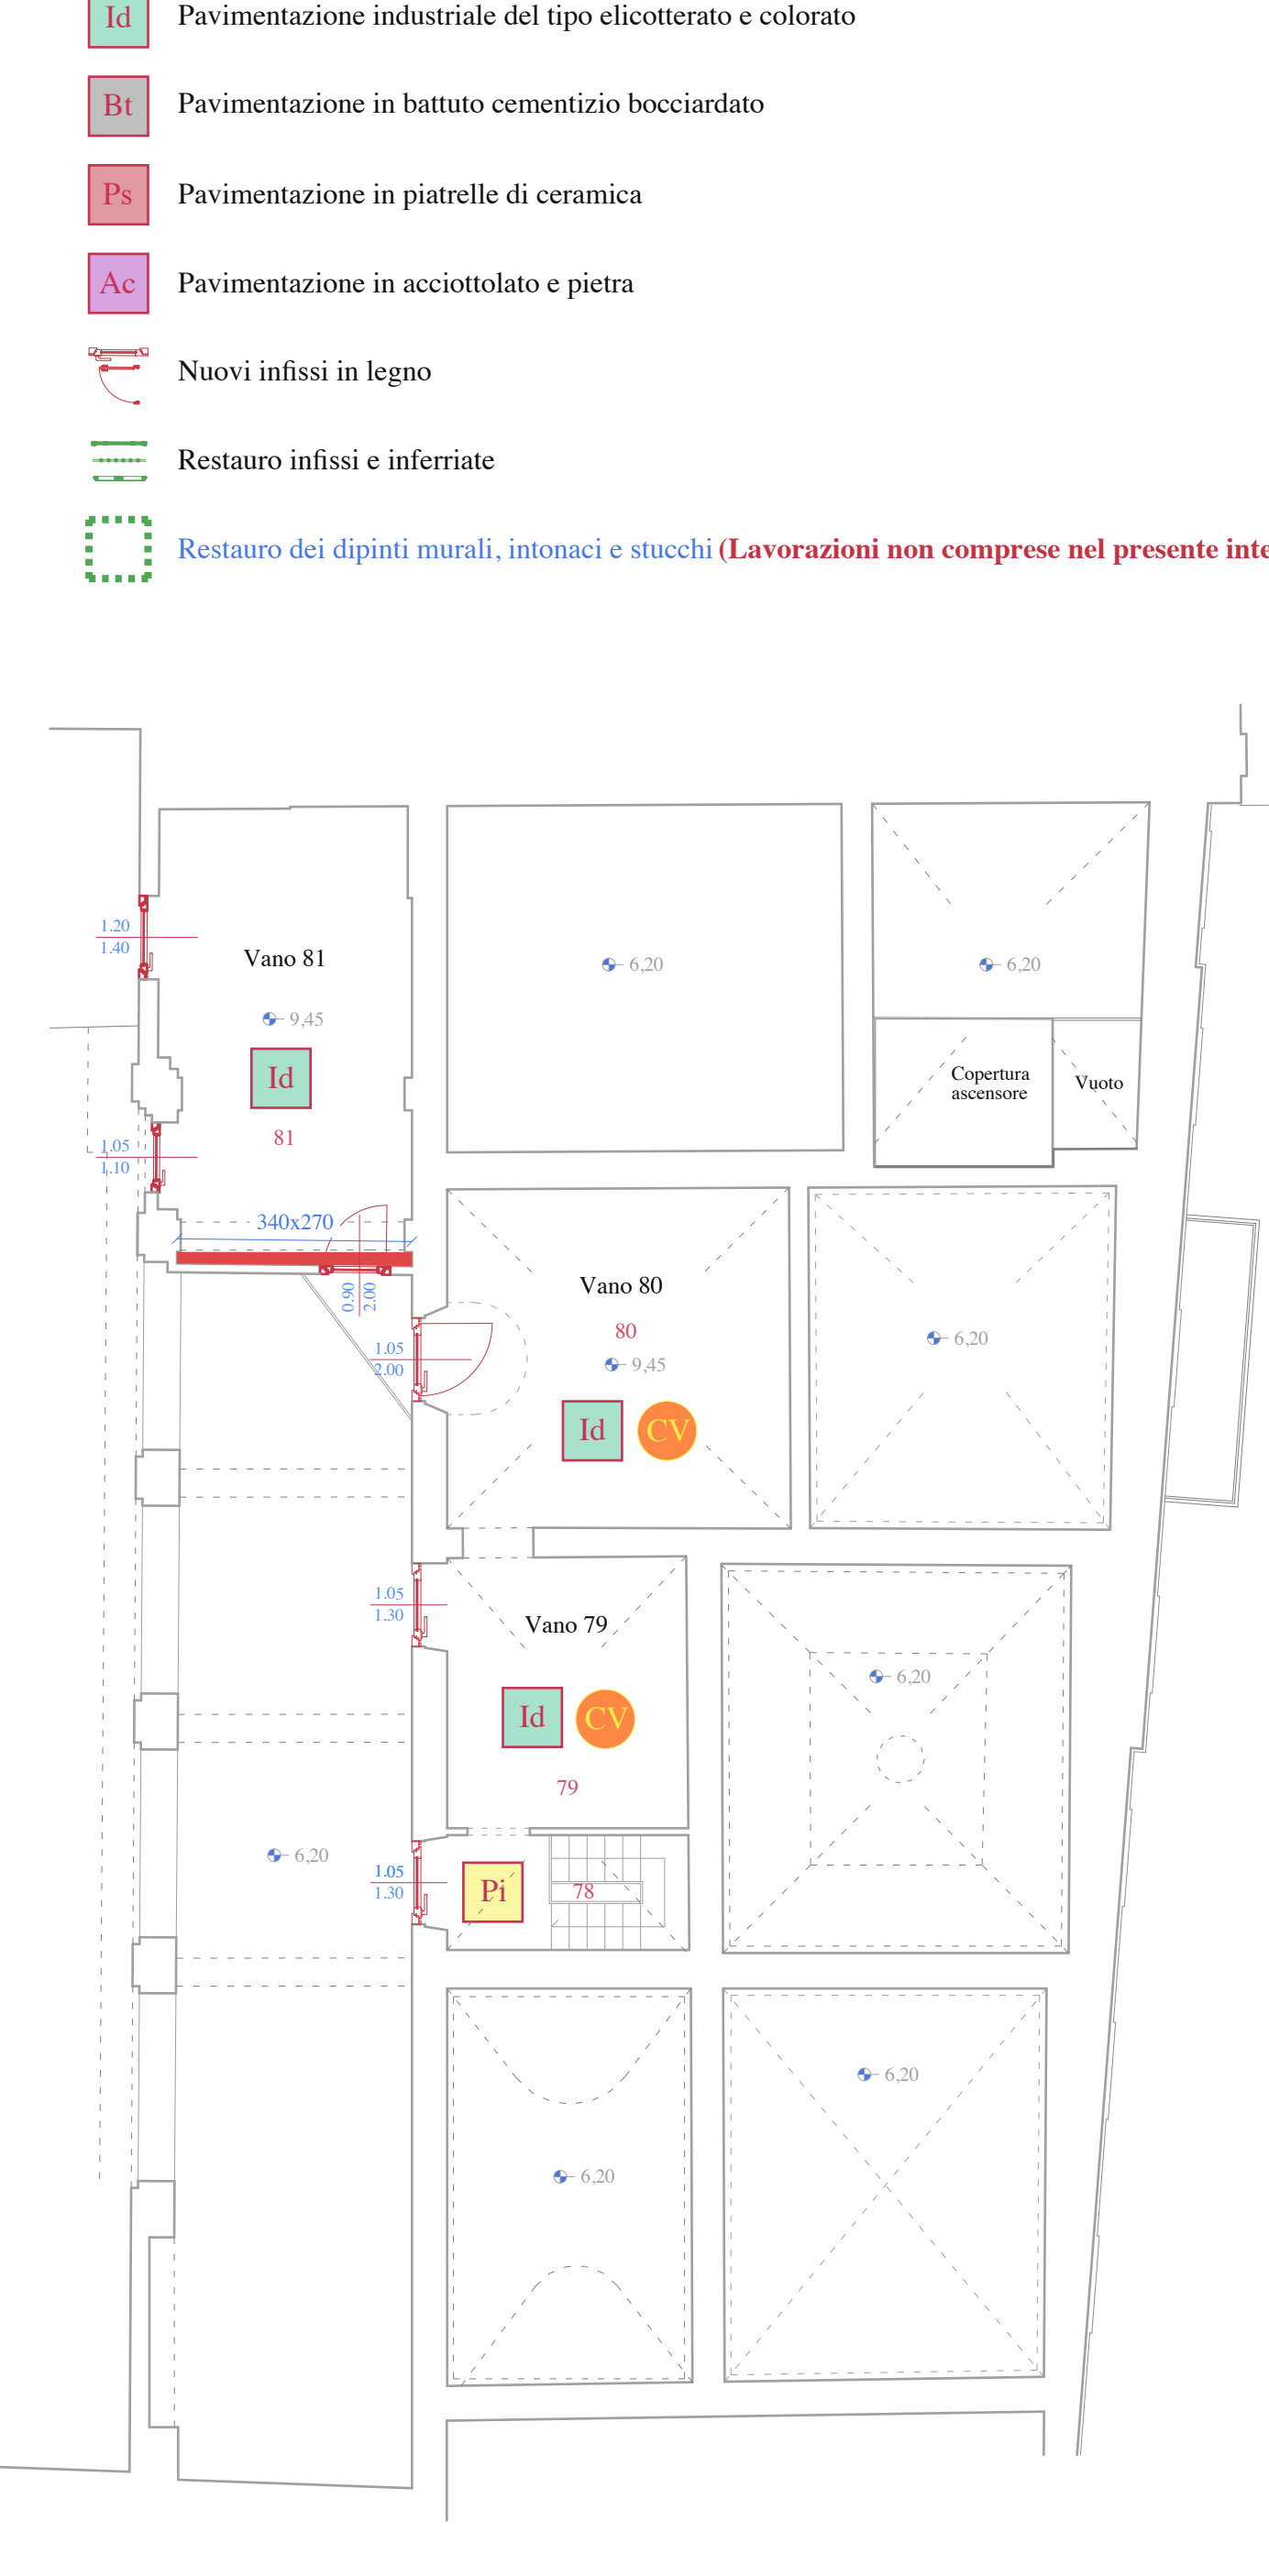 Id Pavimentazione industriale del tipo elicotterato e colorato
Bt Pavimentazione in battuto cementizio bocciardato
Ps Pavimentazione in piatrelle di ceramica
Ac Pavimentazione in acciottolato e pietra
Nuovi infissi in legno
Restauro infissi e inferriate
Restauro dei dipinti murali, intonaci e stucchi (Lavorazioni non comprese nel presente inte
1.20
1.40
Vano 81
9,45
Id
81
6,20
6,20
Copertura
ascensore
Vuoto
1.05
1.10
340x270
0.90
2.00
1.05
2.00
Vano 80
80
9,45
Id CV
6,20
1.05
1.30
Vano 79
Id CV
79
6,20
6,20
1.05
1.30
Pi
78
6,20
6,20